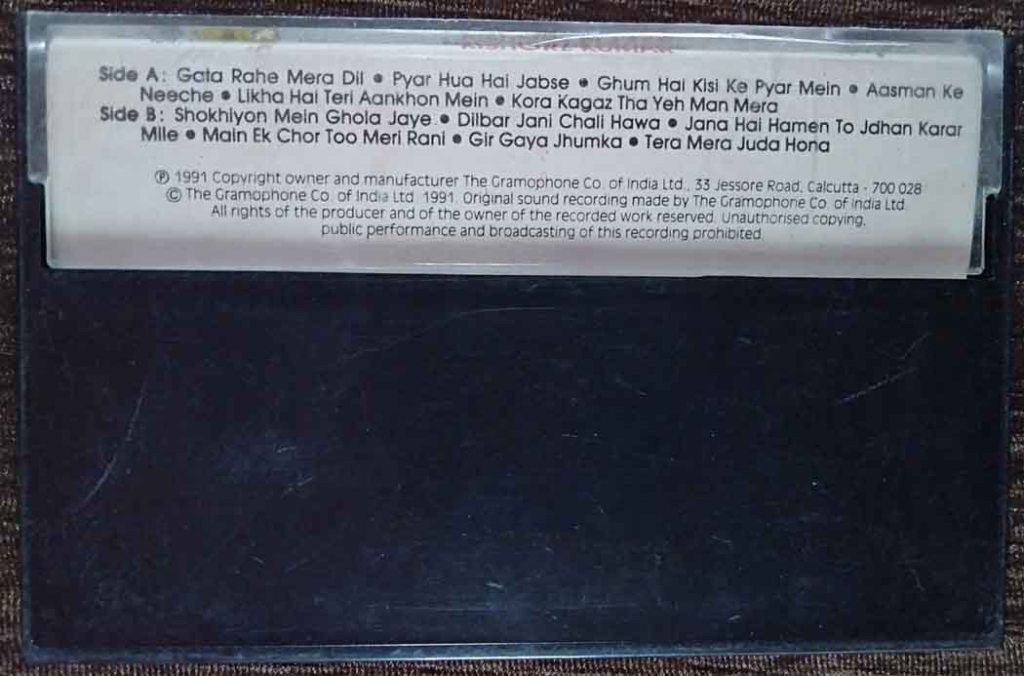 KISHORE KUMAR
Side A: Gata Rahe Mera Dil • Pyar Hua Hai Jabse • Ghum Hai Kisi Ke Pyar Mein • Aasman Ke
Neeche • Likha Hai Teri Aankhon Mein • Kora Kagaz Tha Yeh Man Mera
Side B: Shokhiyon Mein Ghola Jaye • Dilbar Jani Chali Hawa • Jana Hai Hamen To Jdhan Karar
Mile • Main Ek Chor Too Meri Rani • Gir Gaya Jhumka • Tera Mera Juda Hona
℗ 1991 Copyright owner and manufacturer The Gramophone Co. of India Ltd., 33 Jessore Road, Calcutta - 700 028
© The Gramophone Co. of India Ltd. 1991. Original sound recording made by The Gramophone Co. of India Ltd.
All rights of the producer and of the owner of the recorded work reserved. Unauthorised copying,
public performance and broadcasting of this recording prohibited.